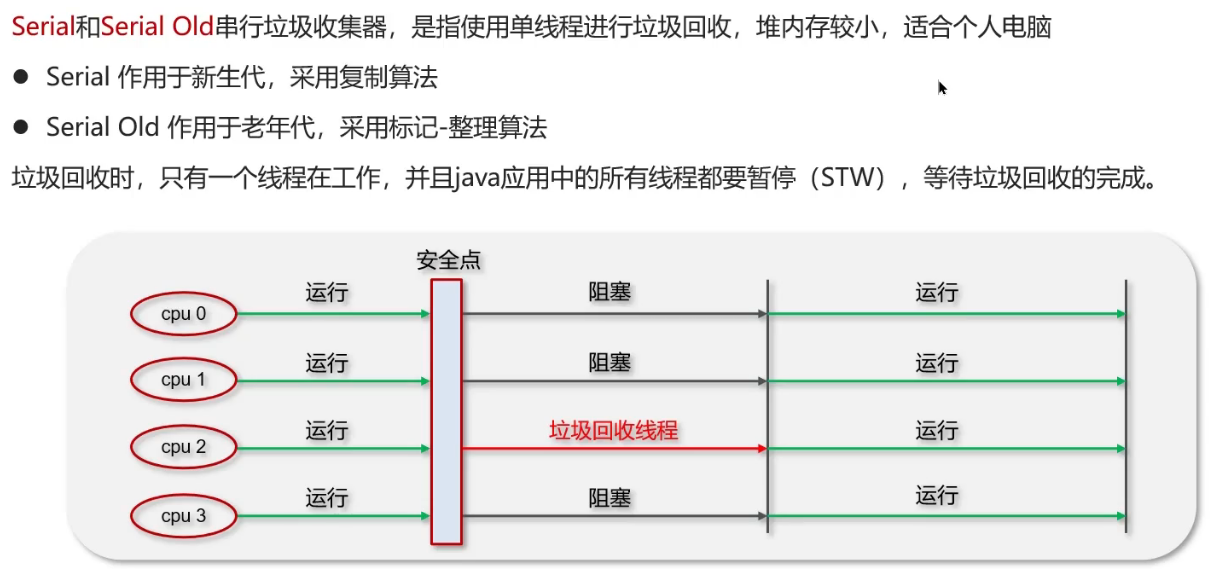 Serial和Serial Old串行垃圾收集器，是指使用单线程进行垃圾回收，堆内存较小，适合个人电脑
● Serial 作用于新生代，采用复制算法
● Serial Old 作用于老年代，采用标记-整理算法
垃圾回收时，只有一个线程在工作，并且java应用中的所有线程都要暂停（STW），等待垃圾回收的完成。
安全点
cpu 0 运行 阻塞 运行
cpu 1 运行 阻塞 运行
cpu 2 运行 垃圾回收线程 运行
cpu 3 运行 阻塞 运行